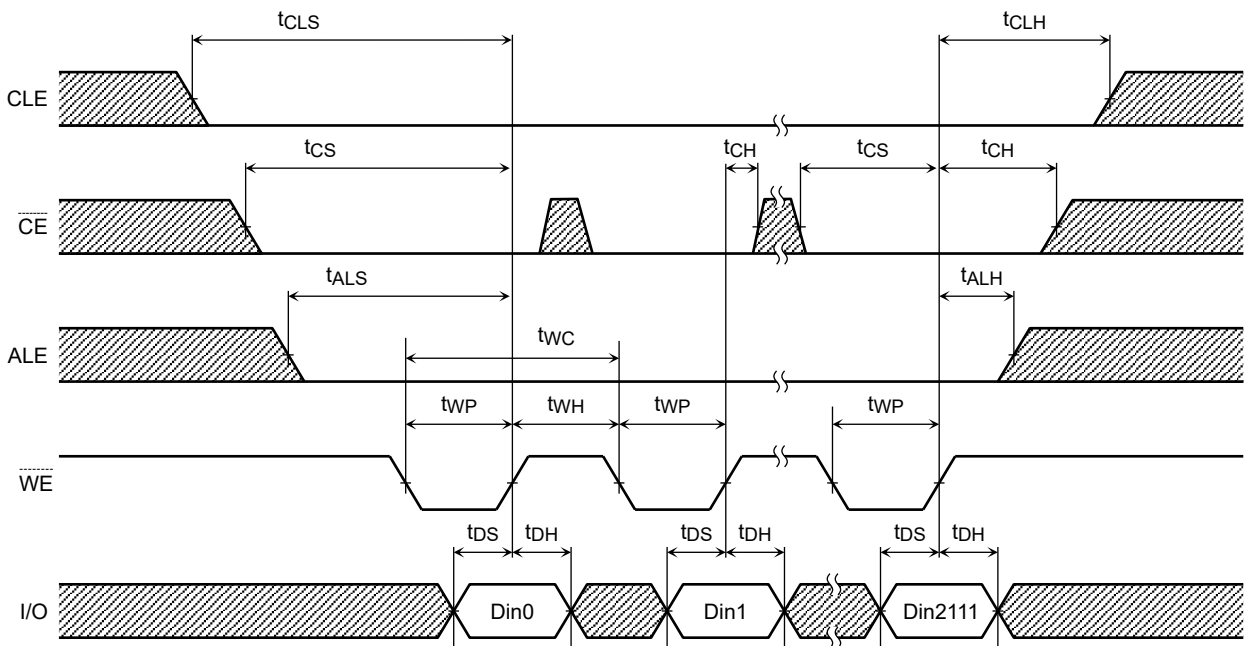 tCLS tCLH
CLE
tCS tCH tCS tCH
CE
tALS tALH
ALE
tWC
tWP tWH tWP tWP
WE
tDS tDH tDS tDH tDS tDH
I/O Din0 Din1 Din2111